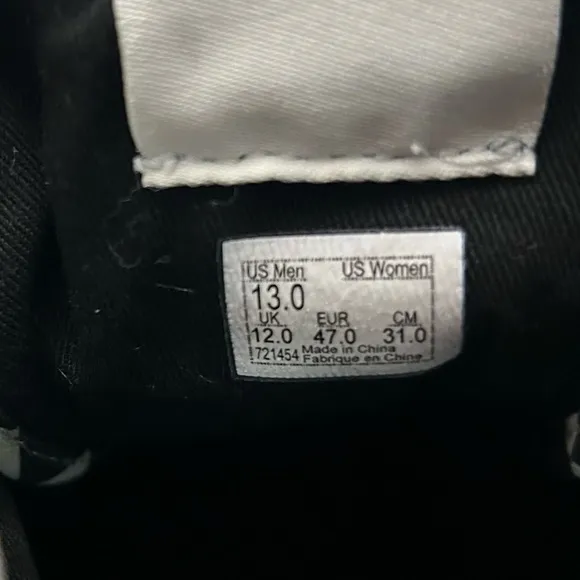 US Men US Women
13.0
UK EUR CM
12.0 47.0 31.0
721454 Made in China
Fabrique en Chine